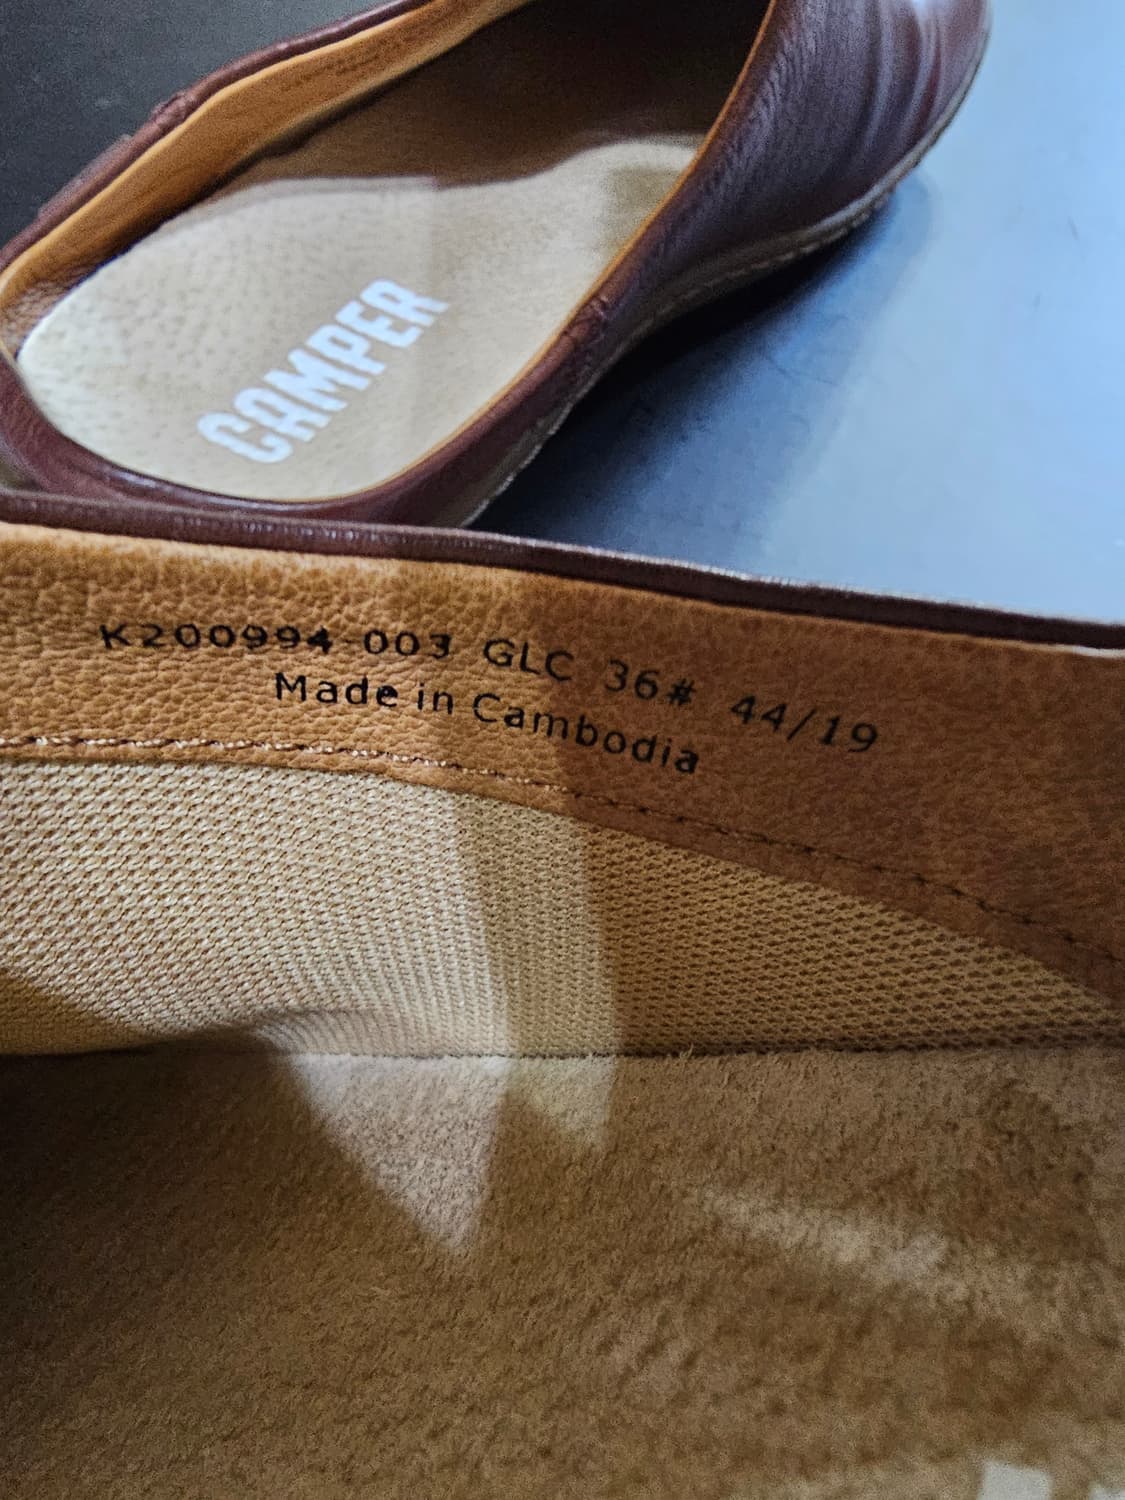 CAMPER
K200994-003 GLC 36# 44/19
Made in Cambodia